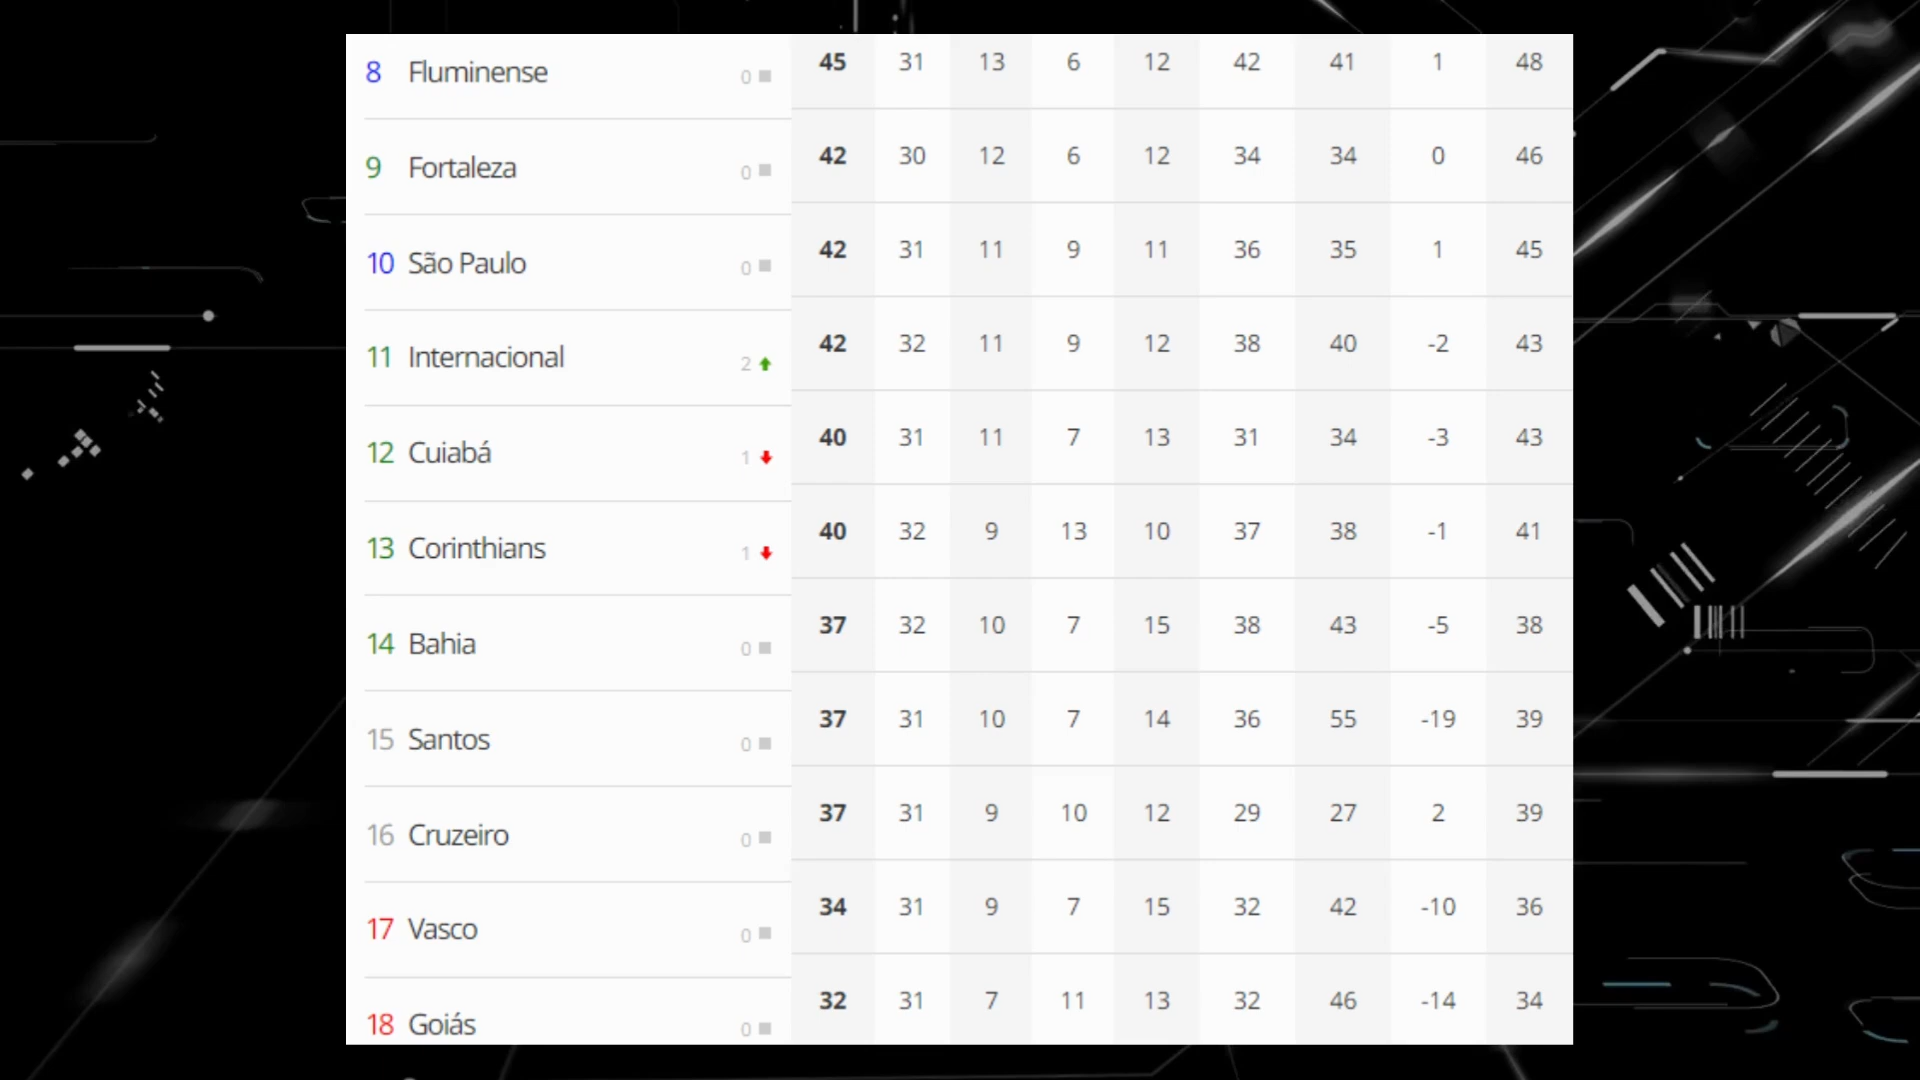 8 Fluminense 0 45 31 13 6 12 42 41 1 48
9 Fortaleza 0 42 30 12 6 12 34 34 0 46
10 São Paulo 0 42 31 11 9 11 36 35 1 45
11 Internacional 2 42 32 11 9 12 38 40 -2 43
12 Cuiabá 1 40 31 11 7 13 31 34 -3 43
13 Corinthians 1 40 32 9 13 10 37 38 -1 41
14 Bahia 0 37 32 10 7 15 38 43 -5 38
15 Santos 0 37 31 10 7 14 36 55 -19 39
16 Cruzeiro 0 37 31 9 10 12 29 27 2 39
17 Vasco 0 34 31 9 7 15 32 42 -10 36
18 Goiás 0 32 31 7 11 13 32 46 -14 34